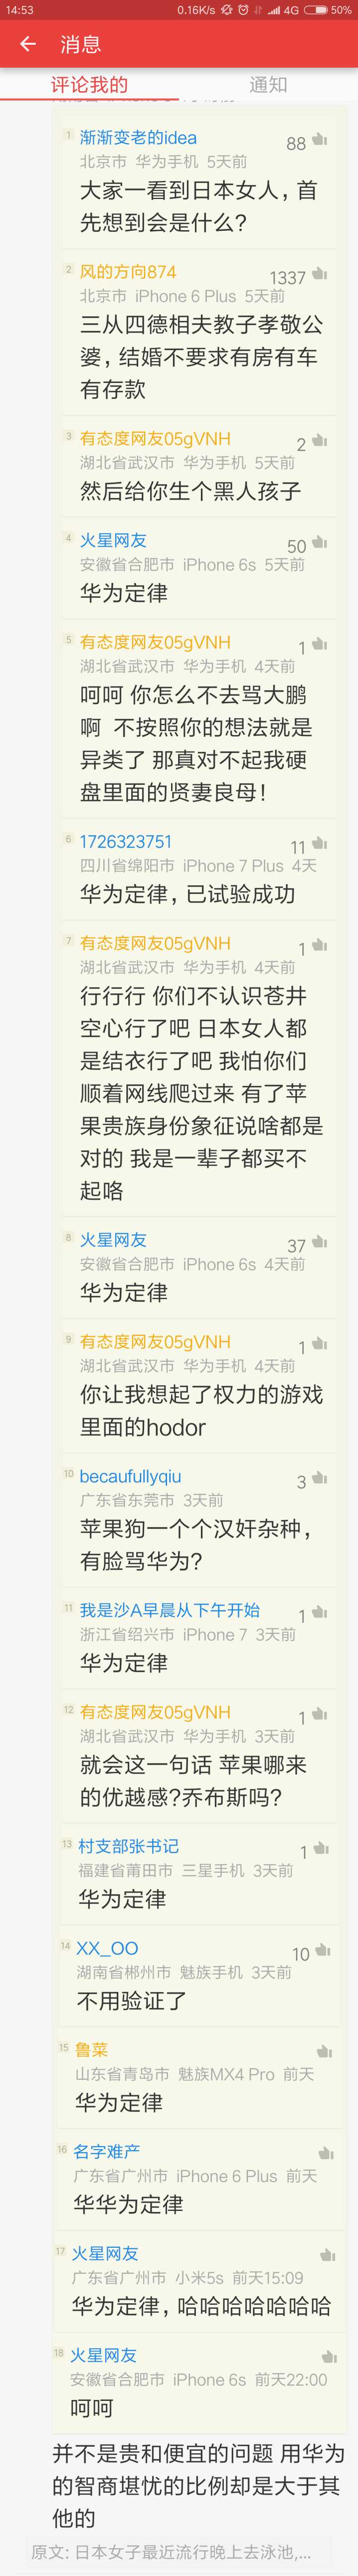 14:53 0.16K/s 4G 50%
消息
评论我的 通知
1 渐渐变老的idea 88
北京市 华为手机 5天前
大家一看到日本女人，首
先想到会是什么？
2 风的方向874 1337
北京市 iPhone 6 Plus 5天前
三从四德相夫教子孝敬公
婆，结婚不要求有房有车
有存款
3 有态度网友05gVNH 2
湖北省武汉市 华为手机 5天前
然后给你生个黑人孩子
4 火星网友 50
安徽省合肥市 iPhone 6s 5天前
华为定律
5 有态度网友05gVNH 1
湖北省武汉市 华为手机 4天前
呵呵 你怎么不去骂大鹏
啊 不按照你的想法就是
异类了 那真对不起我硬
盘里面的贤妻良母！
6 1726323751 11
四川省绵阳市 iPhone 7 Plus 4天
华为定律，已试验成功
7 有态度网友05gVNH 1
湖北省武汉市 华为手机 4天前
行行行 你们不认识苍井
空心行了吧 日本女人都
是结衣行了吧 我怕你们
顺着网线爬过来 有了苹
果贵族身份象征说啥都是
对的 我是一辈子都买不
起咯
8 火星网友 37
安徽省合肥市 iPhone 6s 4天前
华为定律
9 有态度网友05gVNH 1
湖北省武汉市 华为手机 4天前
你让我想起了权力的游戏
里面的hodor
10 becaufullyqiu 3
广东省东莞市 3天前
苹果狗一个个汉奸杂种，
有脸骂华为？
11 我是沙A早晨从下午开始 1
浙江省绍兴市 iPhone 7 3天前
华为定律
12 有态度网友05gVNH 1
湖北省武汉市 华为手机 3天前
就会这一句话 苹果哪来
的优越感？乔布斯吗？
13 村支部张书记 1
福建省莆田市 三星手机 3天前
华为定律
14 XX_OO 10
湖南省郴州市 魅族手机 3天前
不用验证了
15 鲁菜
山东省青岛市 魅族MX4 Pro 前天
华为定律
16 名字难产
广东省广州市 iPhone 6 Plus 前天
华华为定律
17 火星网友
广东省广州市 小米5s 前天15:09
华为定律，哈哈哈哈哈哈哈
18 火星网友
安徽省合肥市 iPhone 6s 前天22:00
呵呵
并不是贵和便宜的问题 用华为
的智商堪忧的比例却是大于其
他的
原文: 日本女子最近流行晚上去泳池,...